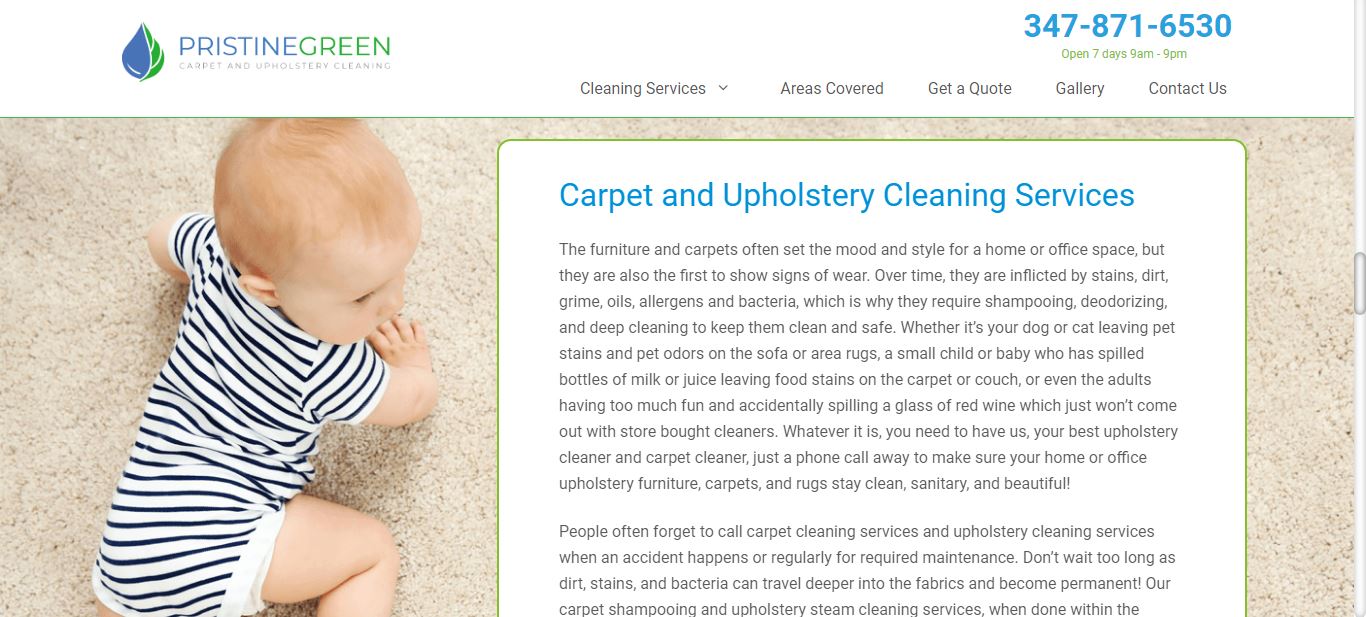 PRISTINEGREEN
CARPET AND UPHOLSTERY CLEANING
347-871-6530
Open 7 days 9am - 9pm
Cleaning Services
Areas Covered
Get a Quote
Gallery
Contact Us
Carpet and Upholstery Cleaning Services
The furniture and carpets often set the mood and style for a home or office space, but
they are also the first to show signs of wear. Over time, they are inflicted by stains, dirt,
grime, oils, allergens and bacteria, which is why they require shampooing, deodorizing,
and deep cleaning to keep them clean and safe. Whether it’s your dog or cat leaving pet
stains and pet odors on the sofa or area rugs, a small child or baby who has spilled
bottles of milk or juice leaving food stains on the carpet or couch, or even the adults
having too much fun and accidentally spilling a glass of red wine which just won’t come
out with store bought cleaners. Whatever it is, you need to have us, your best upholstery
cleaner and carpet cleaner, just a phone call away to make sure your home or office
upholstery furniture, carpets, and rugs stay clean, sanitary, and beautiful!
People often forget to call carpet cleaning services and upholstery cleaning services
when an accident happens or regularly for required maintenance. Don’t wait too long as
dirt, stains, and bacteria can travel deeper into the fabrics and become permanent! Our
carpet shampooing and upholstery steam cleaning services, when done within the